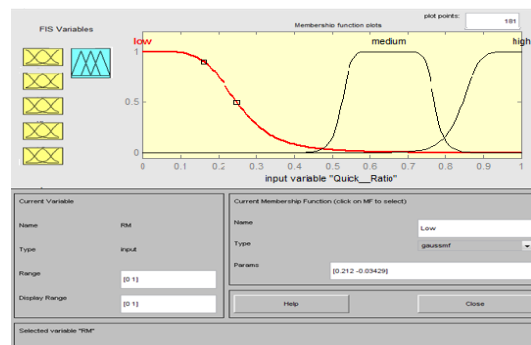 FIS Variables
Membership function plots
plot points:
181
low
medium
high
1
0.5
0
0
0.1
0.2
0.3
0.4
0.5
0.6
0.7
0.8
0.9
1
input variable "Quick__Ratio"
Current Variable
Name
RM
Type
input
Range
[0 1]
Display Range
[0 1]
Current Membership Function (click on MF to select)
Name
Low
Type
gaussmf
Params
[0.212 -0.03429]
Help
Close
Selected variable "RM"